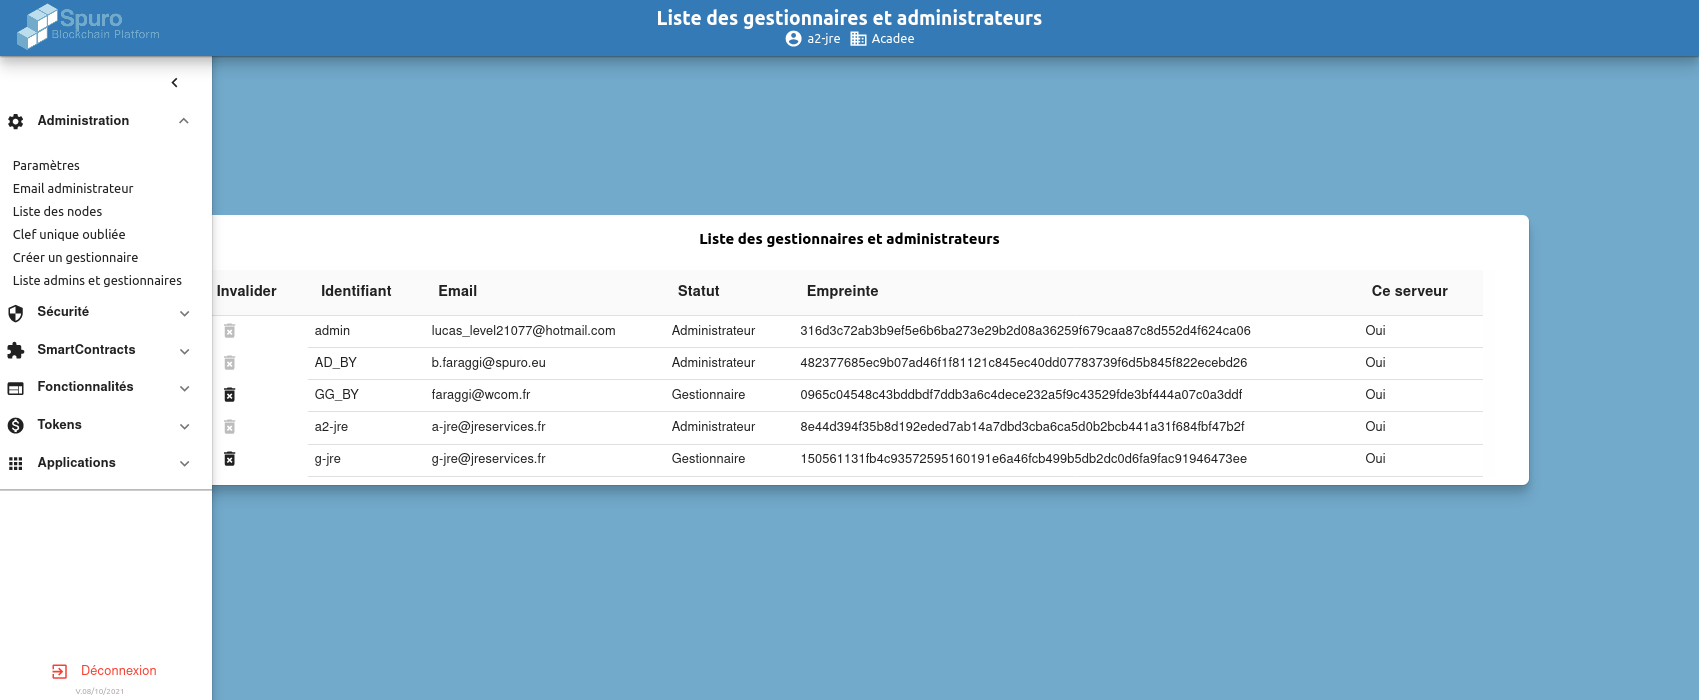 Spuro
Blockchain Platform
Liste des gestionnaires et administrateurs
a2-jre Acadee
Administration
Paramètres
Email administrateur
Liste des nodes
Clef unique oubliée
Créer un gestionnaire
Liste admins et gestionnaires
Sécurité
SmartContracts
Fonctionnalités
Tokens
Applications
Déconnexion
V.08/10/2021
Liste des gestionnaires et administrateurs
Invalider Identifiant Email Statut Empreinte Ce serveur
admin lucas_level21077@hotmail.com Administrateur 316d3c72ab3b9ef5e6b6ba273e29b2d08a36259f679caa87c8d552d4f624ca06 Oui
AD_BY b.faraggi@spuro.eu Administrateur 482377685ec9b07ad46f1f81121c845ec40dd07783739f6d5b845f822ecebd26 Oui
GG_BY faraggi@wcom.fr Gestionnaire 0965c04548c43bddbdf7ddb3a6c4dece232a5f9c43529fde3bf444a07c0a3ddf Oui
a2-jre a-jre@jreservices.fr Administrateur 8e44d394f35b8d192eded7ab14a7dbd3cba6ca5d0b2bcb441a31f684fbf47b2f Oui
g-jre g-jre@jreservices.fr Gestionnaire 150561131fb4c93572595160191e6a46fcb499b5db2dc0d6fa9fac91946473ee Oui